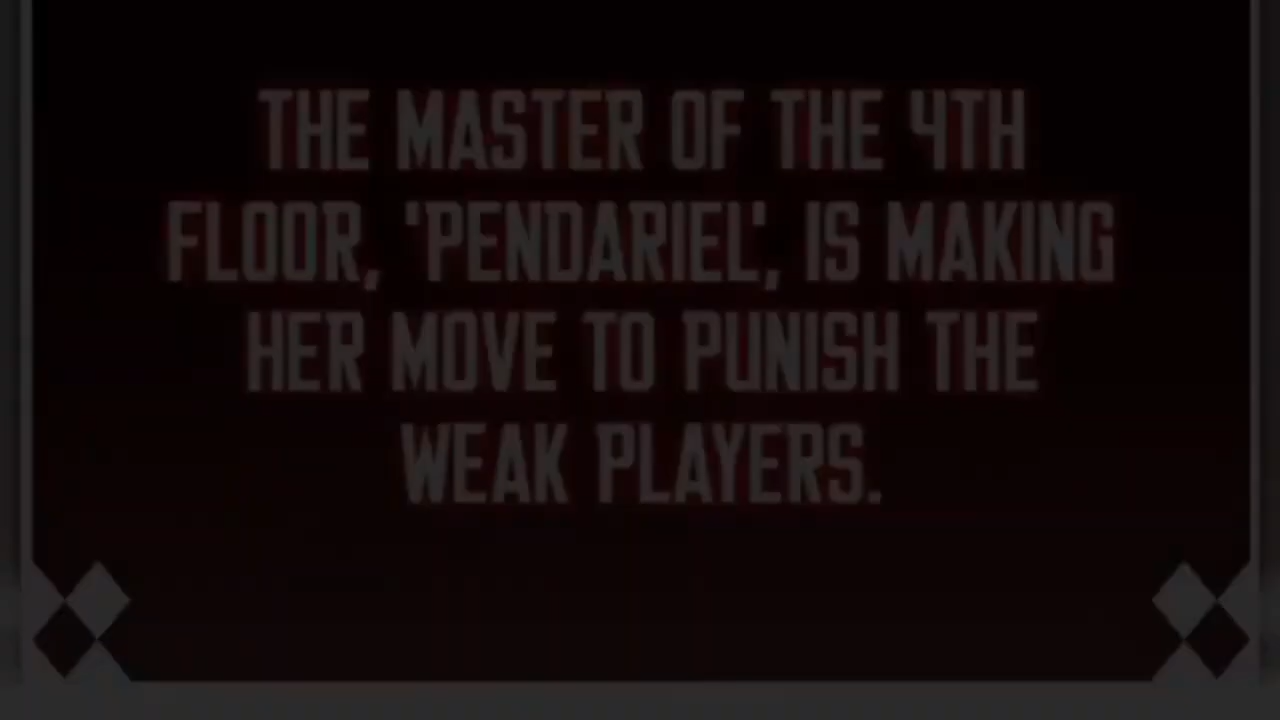 THE MASTER OF THE 4TH
FLOOR, 'PENDARIEL', IS MAKING
HER MOVE TO PUNISH THE
WEAK PLAYERS.